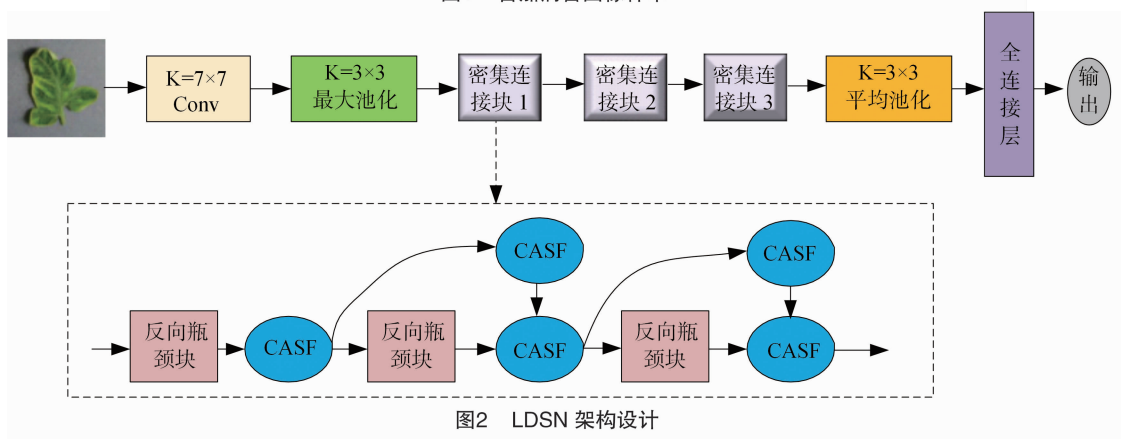 K=7×7
Conv
K=3×3
最大池化
密集连
接块 1
密集连
接块 2
密集连
接块 3
K=3×3
平均池化
全连接层
输出
CASF
CASF
反向瓶
颈块
CASF
反向瓶
颈块
CASF
反向瓶
颈块
CASF
图2 LDSN 架构设计